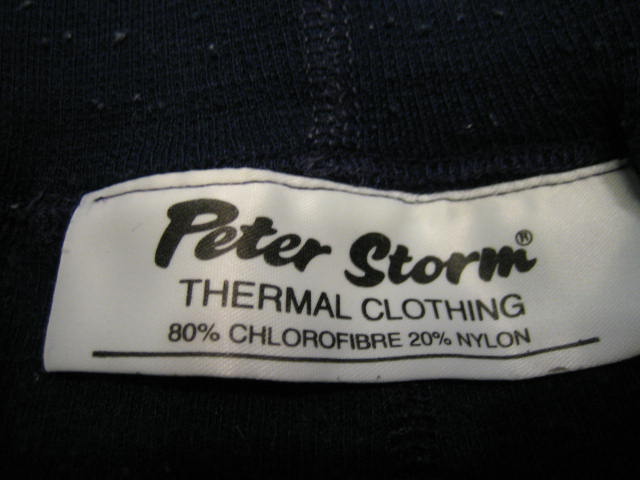 Peter Storm®
THERMAL CLOTHING
80% CHLOROFIBRE 20% NYLON